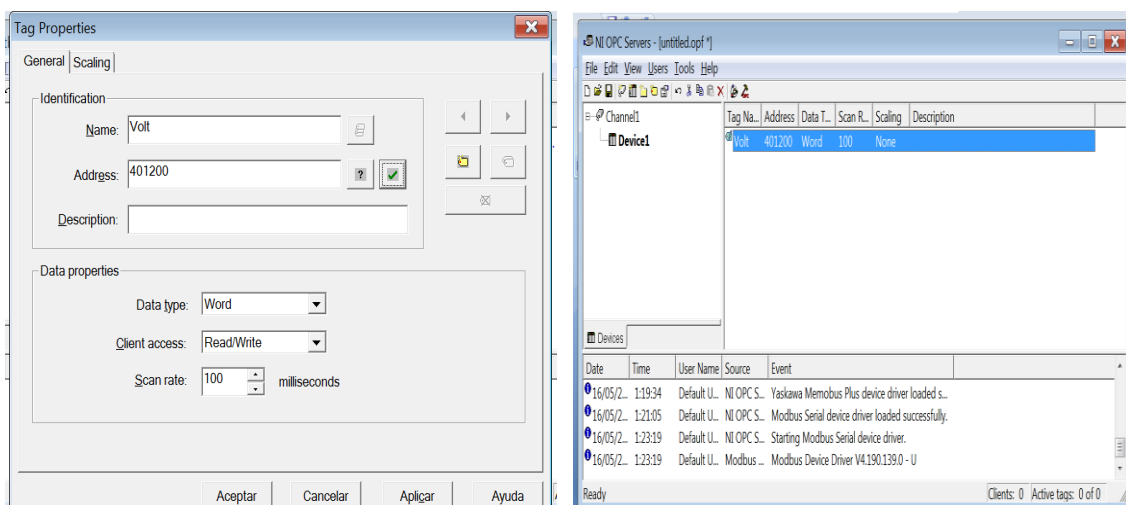 Tag Properties
General Scaling
Identification
Name: Volt
Address: 401200 ?
Description:
Data properties
Data type: Word
Client access: Read/Write
Scan rate: 100 milliseconds
Aceptar Cancelar Aplicar Ayuda
NI OPC Servers - [untitled.opf *]
File Edit View Users Tools Help
Channel1
Device1
Tag Na... Address Data T... Scan R... Scaling Description
Volt 401200 Word 100 None
Devices
Date Time User Name Source Event
16/05/2... 1:19:34 Default U... NI OPC S... Yaskawa Memobus Plus device driver loaded s...
16/05/2... 1:21:05 Default U... NI OPC S... Modbus Serial device driver loaded successfully.
16/05/2... 1:23:19 Default U... NI OPC S... Starting Modbus Serial device driver.
16/05/2... 1:23:19 Default U... Modbus ... Modbus Device Driver V4.190.139.0 - U
Ready Clients: 0 Active tags: 0 of 0